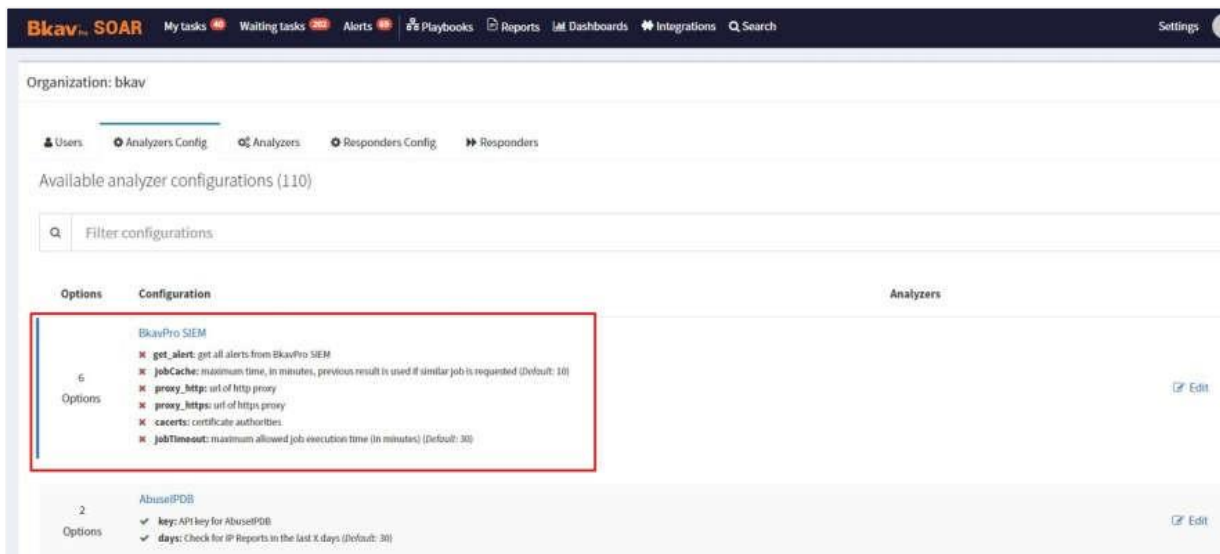 Bkav Pro SOAR My tasks 40 Waiting tasks 202 Alerts 69 Playbooks Reports Dashboards Integrations Search Settings
Organization: bkav
Users Analyzers Config Analyzers Responders Config Responders
Available analyzer configurations (110)
Filter configurations
Options Configuration Analyzers
BkavPro SIEM
get_alert: get all alerts from BkavPro SIEM
jobCache: maximum time, in minutes, previous result is used if similar job is requested (Default: 10)
6 Options
proxy_http: url of http proxy
proxy_https: url of https proxy
cacerts: certificate authorities
jobTimeout: maximum allowed job execution time (in minutes) (Default: 30)
Edit
AbuseIPDB
2 Options
key: API key for AbuseIPDB
days: Check for IP Reports in the last X days (Default: 30)
Edit